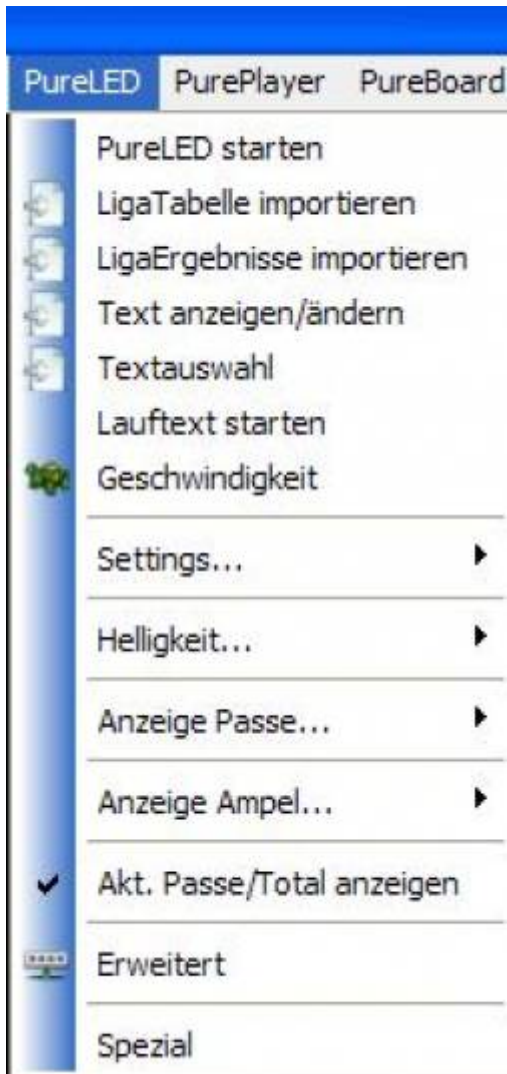 PureLED PurePlayer PureBoard
PureLED starten
LigaTabelle importieren
LigaErgebnisse importieren
Text anzeigen/ändern
Textauswahl
Lauftext starten
Geschwindigkeit
Settings...
Helligkeit...
Anzeige Passe...
Anzeige Ampel...
Akt. Passe/Total anzeigen
Erweitert
Spezial